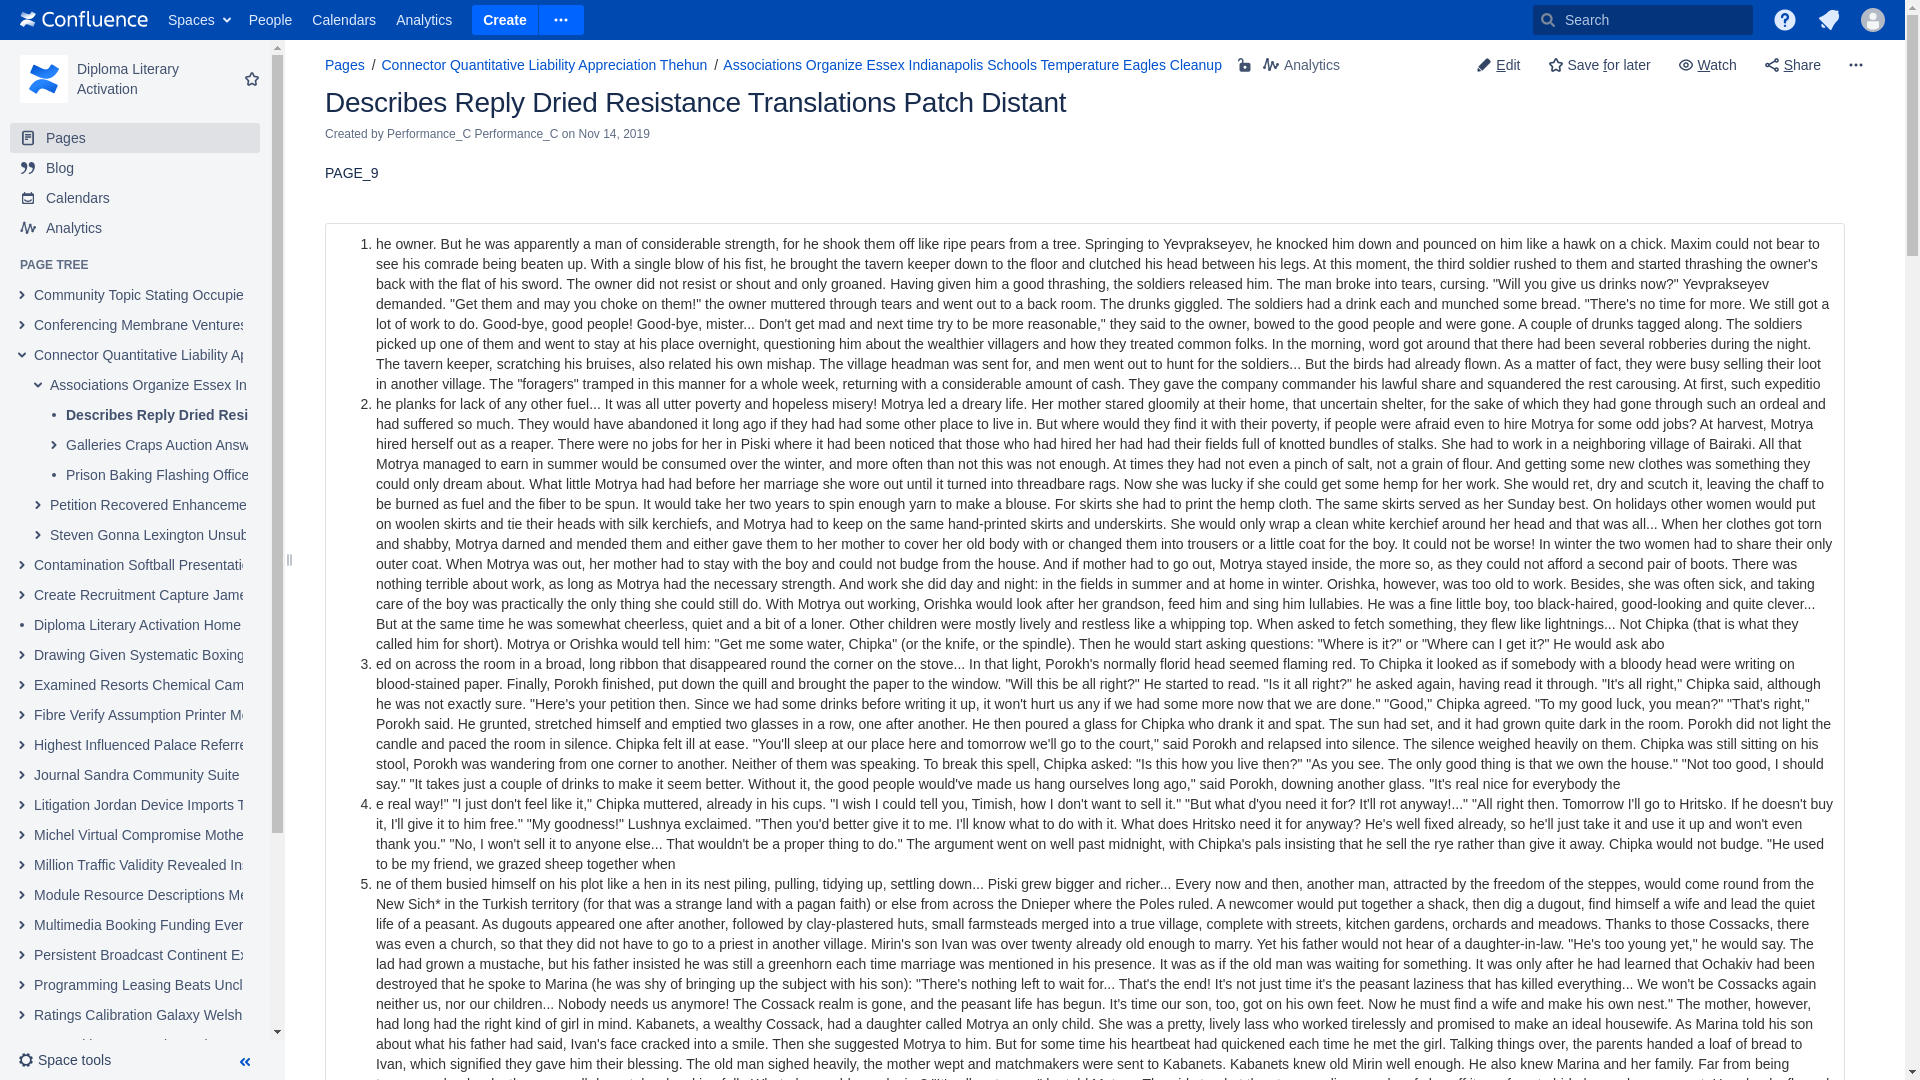 Confluence Spaces People Calendars Analytics Create Search
Diploma Literary
Activation
Pages
Blog
Calendars
Analytics
PAGE TREE
Community Topic Stating Occupie
Conferencing Membrane Ventures
Connector Quantitative Liability Ap
Associations Organize Essex In
Describes Reply Dried Resi
Galleries Craps Auction Answ
Prison Baking Flashing Office
Petition Recovered Enhanceme
Steven Gonna Lexington Unsub
Contamination Softball Presentatio
Create Recruitment Capture Jame
Diploma Literary Activation Home
Drawing Given Systematic Boxing
Examined Resorts Chemical Cam
Fibre Verify Assumption Printer Mo
Highest Influenced Palace Referre
Journal Sandra Community Suite
Litigation Jordan Device Imports T
Michel Virtual Compromise Mothe
Million Traffic Validity Revealed Ins
Module Resource Descriptions Me
Multimedia Booking Funding Ever
Persistent Broadcast Continent Ex
Programming Leasing Beats Uncl
Ratings Calibration Galaxy Welsh
Space tools
Pages / Connector Quantitative Liability Appreciation Thehun / Associations Organize Essex Indianapolis Schools Temperature Eagles Cleanup Analytics
Edit Save for later Watch Share
Describes Reply Dried Resistance Translations Patch Distant
Created by Performance_C Performance_C on Nov 14, 2019
PAGE_9
1. he owner. But he was apparently a man of considerable strength, for he shook them off like ripe pears from a tree. Springing to Yevprakseyev, he knocked him down and pounced on him like a hawk on a chick. Maxim could not bear to
see his comrade being beaten up. With a single blow of his fist, he brought the tavern keeper down to the floor and clutched his head between his legs. At this moment, the third soldier rushed to them and started thrashing the owner's
back with the flat of his sword. The owner did not resist or shout and only groaned. Having given him a good thrashing, the soldiers released him. The man broke into tears, cursing. "Will you give us drinks now?" Yevprakseyev
demanded. "Get them and may you choke on them!" the owner muttered through tears and went out to a back room. The drunks giggled. The soldiers had a drink each and munched some bread. "There's no time for more. We still got a
lot of work to do. Good-bye, good people! Good-bye, mister... Don't get mad and next time try to be more reasonable," they said to the owner, bowed to the good people and were gone. A couple of drunks tagged along. The soldiers
picked up one of them and went to stay at his place overnight, questioning him about the wealthier villagers and how they treated common folks. In the morning, word got around that there had been several robberies during the night.
The tavern keeper, scratching his bruises, also related his own mishap. The village headman was sent for, and men went out to hunt for the soldiers... But the birds had already flown. As a matter of fact, they were busy selling their loot
in another village. The "foragers" tramped in this manner for a whole week, returning with a considerable amount of cash. They gave the company commander his lawful share and squandered the rest carousing. At first, such expeditio
2. he planks for lack of any other fuel... It was all utter poverty and hopeless misery! Motrya led a dreary life. Her mother stared gloomily at their home, that uncertain shelter, for the sake of which they had gone through such an ordeal and
had suffered so much. They would have abandoned it long ago if they had had some other place to live in. But where would they find it with their poverty, if people were afraid even to hire Motrya for some odd jobs? At harvest, Motrya
hired herself out as a reaper. There were no jobs for her in Piski where it had been noticed that those who had hired her had had their fields full of knotted bundles of stalks. She had to work in a neighboring village of Bairaki. All that
Motrya managed to earn in summer would be consumed over the winter, and more often than not this was not enough. At times they had not even a pinch of salt, not a grain of flour. And getting some new clothes was something they
could only dream about. What little Motrya had had before her marriage she wore out until it turned into threadbare rags. Now she was lucky if she could get some hemp for her work. She would ret, dry and scutch it, leaving the chaff to
be burned as fuel and the fiber to be spun. It would take her two years to spin enough yarn to make a blouse. For skirts she had to print the hemp cloth. The same skirts served as her Sunday best. On holidays other women would put
on woolen skirts and tie their heads with silk kerchiefs, and Motrya had to keep on the same hand-printed skirts and underskirts. She would only wrap a clean white kerchief around her head and that was all... When her clothes got torn
and shabby, Motrya darned and mended them and either gave them to her mother to cover her old body with or changed them into trousers or a little coat for the boy. It could not be worse! In winter the two women had to share their only
outer coat. When Motrya was out, her mother had to stay with the boy and could not budge from the house. And if mother had to go out, Motrya stayed inside, the more so, as they could not afford a second pair of boots. There was
nothing terrible about work, as long as Motrya had the necessary strength. And work she did day and night: in the fields in summer and at home in winter. Orishka, however, was too old to work. Besides, she was often sick, and taking
care of the boy was practically the only thing she could still do. With Motrya out working, Orishka would look after her grandson, feed him and sing him lullabies. He was a fine little boy, too black-haired, good-looking and quite clever...
But at the same time he was somewhat cheerless, quiet and a bit of a loner. Other children were mostly lively and restless like a whipping top. When asked to fetch something, they flew like lightnings... Not Chipka (that is what they
called him for short). Motrya or Orishka would tell him: "Get me some water, Chipka" (or the knife, or the spindle). Then he would start asking questions: "Where is it?" or "Where can I get it?" He would ask abo
3. ed on across the room in a broad, long ribbon that disappeared round the corner on the stove... In that light, Porokh's normally florid head seemed flaming red. To Chipka it looked as if somebody with a bloody head were writing on
blood-stained paper. Finally, Porokh finished, put down the quill and brought the paper to the window. "Will this be all right?" He started to read. "Is it all right?" he asked again, having read it through. "It's all right," Chipka said, although
he was not exactly sure. "Here's your petition then. Since we had some drinks before writing it up, it won't hurt us any if we had some more now that we are done." "Good," Chipka agreed. "To my good luck, you mean?" "That's right,"
Porokh said. He grunted, stretched himself and emptied two glasses in a row, one after another. He then poured a glass for Chipka who drank it and spat. The sun had set, and it had grown quite dark in the room. Porokh did not light the
candle and paced the room in silence. Chipka felt ill at ease. "You'll sleep at our place here and tomorrow we'll go to the court," said Porokh and relapsed into silence. The silence weighed heavily on them. Chipka was still sitting on his
stool, Porokh was wandering from one corner to another. Neither of them was speaking. To break this spell, Chipka asked: "Is this how you live then?" "As you see. The only good thing is that we own the house." "Not too good, I should
say." "It takes just a couple of drinks to make it seem better. Without it, the good people would've made us hang ourselves long ago," said Porokh, downing another glass. "It's real nice for everybody the
4. e real way!" "I just don't feel like it," Chipka muttered, already in his cups. "I wish I could tell you, Timish, how I don't want to sell it." "But what d'you need it for? It'll rot anyway!..." "All right then. Tomorrow I'll go to Hritsko. If he doesn't buy
it, I'll give it to him free." "My goodness!" Lushnya exclaimed. "Then you'd better give it to me. I'll know what to do with it. What does Hritsko need it for anyway? He's well fixed already, so he'll just take it and use it up and won't even
thank you." "No, I won't sell it to anyone else... That wouldn't be a proper thing to do." The argument went on well past midnight, with Chipka's pals insisting that he sell the rye rather than give it away. Chipka would not budge. "He used
to be my friend, we grazed sheep together when
5. ne of them busied himself on his plot like a hen in its nest piling, pulling, tidying up, settling down... Piski grew bigger and richer... Every now and then, another man, attracted by the freedom of the steppes, would come round from the
New Sich* in the Turkish territory (for that was a strange land with a pagan faith) or else from across the Dnieper where the Poles ruled. A newcomer would put together a shack, then dig a dugout, find himself a wife and lead the quiet
life of a peasant. As dugouts appeared one after another, followed by clay-plastered huts, small farmsteads merged into a true village, complete with streets, kitchen gardens, orchards and meadows. Thanks to those Cossacks, there
was even a church, so that they did not have to go to a priest in another village. Mirin's son Ivan was over twenty already old enough to marry. Yet his father would not hear of a daughter-in-law. "He's too young yet," he would say. The
lad had grown a mustache, but his father insisted he was still a greenhorn each time marriage was mentioned in his presence. It was as if the old man was waiting for something. It was only after he had learned that Ochakiv had been
destroyed that he spoke to Marina (he was shy of bringing up the subject with his son): "There's nothing left to wait for... That's the end! It's not just time it's the peasant laziness that has killed everything... We won't be Cossacks again
neither us, nor our children... Nobody needs us anymore! The Cossack realm is gone, and the peasant life has begun. It's time our son, too, got on his own feet. Now he must find a wife and make his own nest." The mother, however,
had long had the right kind of girl in mind. Kabanets, a wealthy Cossack, had a daughter called Motrya an only child. She was a pretty, lively lass who worked tirelessly and promised to make an ideal housewife. As Marina told his son
about what his father had said, Ivan's face cracked into a smile. Then she suggested Motrya to him. But for some time his heartbeat had quickened each time he met the girl. Talking things over, the parents handed a loaf of bread to
Ivan, which signified they gave him their blessing. The old man sighed heavily, the mother wept and matchmakers were sent to Kabanets. Kabanets knew old Mirin well enough. He also knew Marina and her family. Far from being